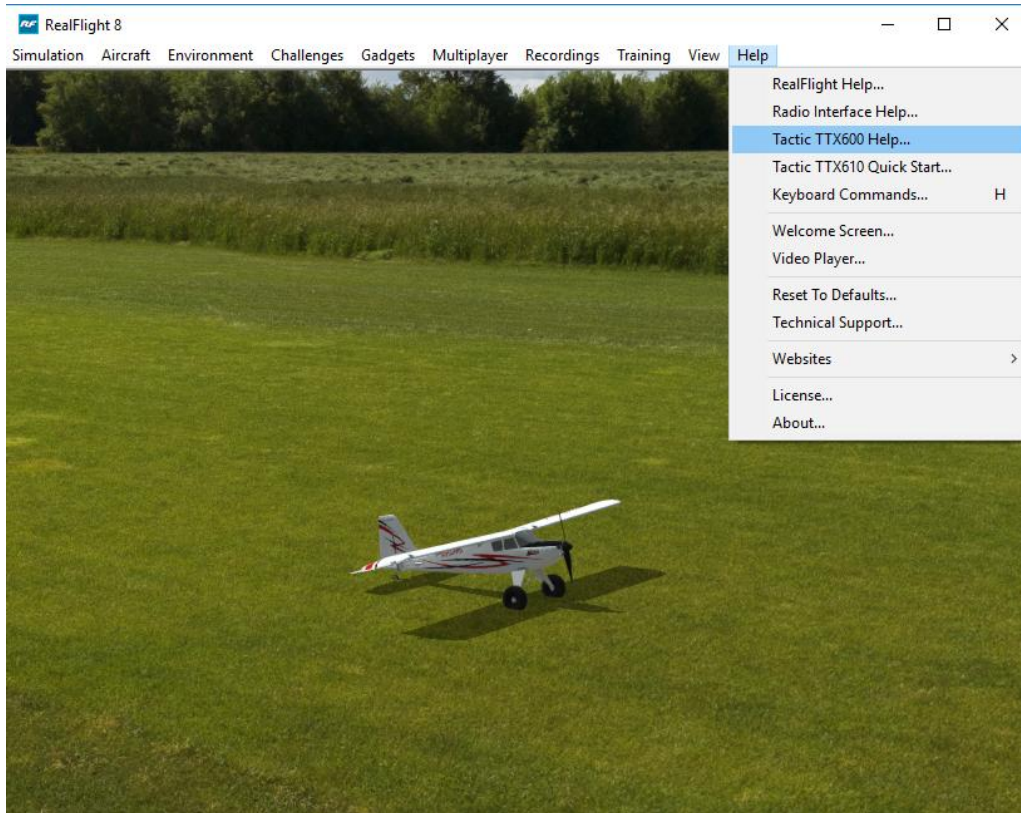 RF RealFlight 8
Simulation Aircraft Environment Challenges Gadgets Multiplayer Recordings Training View Help
RealFlight Help...
Radio Interface Help...
Tactic TTX600 Help...
Tactic TTX610 Quick Start...
Keyboard Commands... H
Welcome Screen...
Video Player...
Reset To Defaults...
Technical Support...
Websites
License...
About...